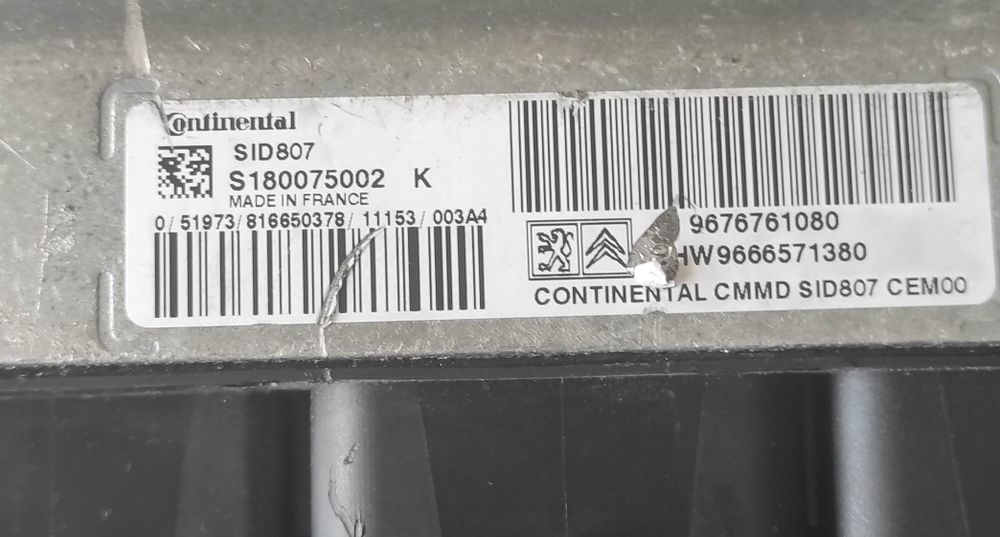 Continental
SID807
S180075002 K
MADE IN FRANCE
0/51973/816650378/11153/003A4
9676761080
HW9666571380
CONTINENTAL CMMD SID807 CEM00